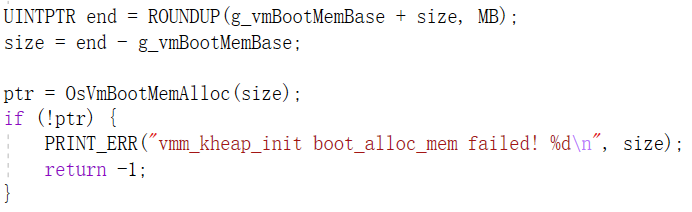 UINTPTR end = ROUNDUP(g_vmBootMemBase + size, MB);
size = end - g_vmBootMemBase;

ptr = OsVmBootMemAlloc(size);
if (!ptr) {
    PRINT_ERR("vmm_kheap_init boot_alloc_mem failed! %d\n", size);
    return -1;
}